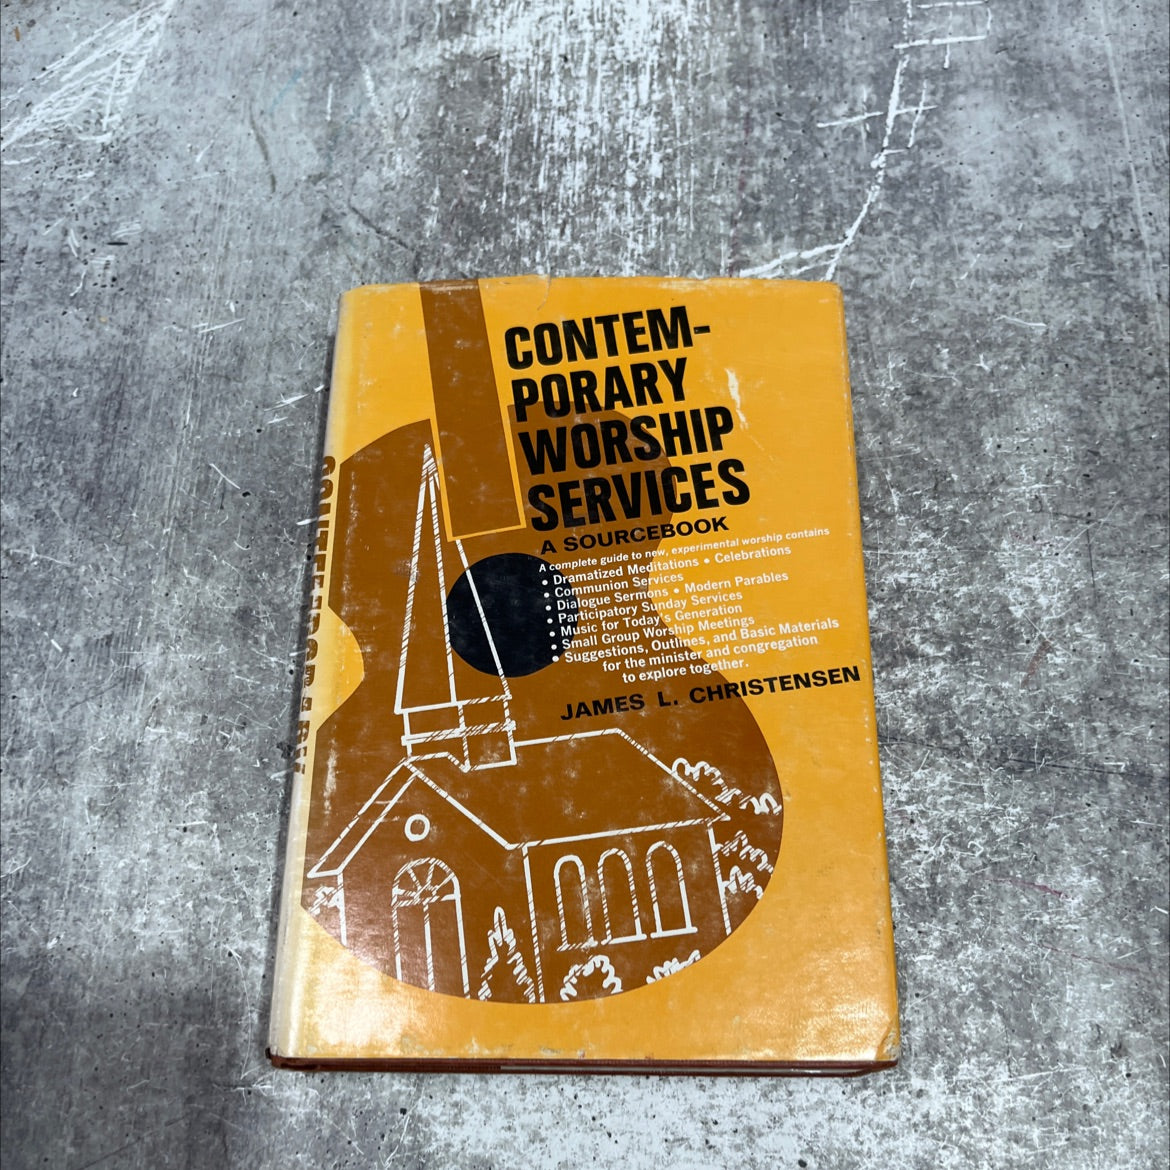 CONTEM-
PORARY
WORSHIP
SERVICES
A SOURCEBOOK
A complete guide to new, experimental worship contains
• Dramatized Meditations • Celebrations
• Communion Services
• Dialogue Sermons • Modern Parables
• Participatory Sunday Services
• Music for Today's Generation
• Small Group Worship Meetings
• Suggestions, Outlines, and Basic Materials
for the minister and congregation
to explore together.
JAMES L. CHRISTENSEN